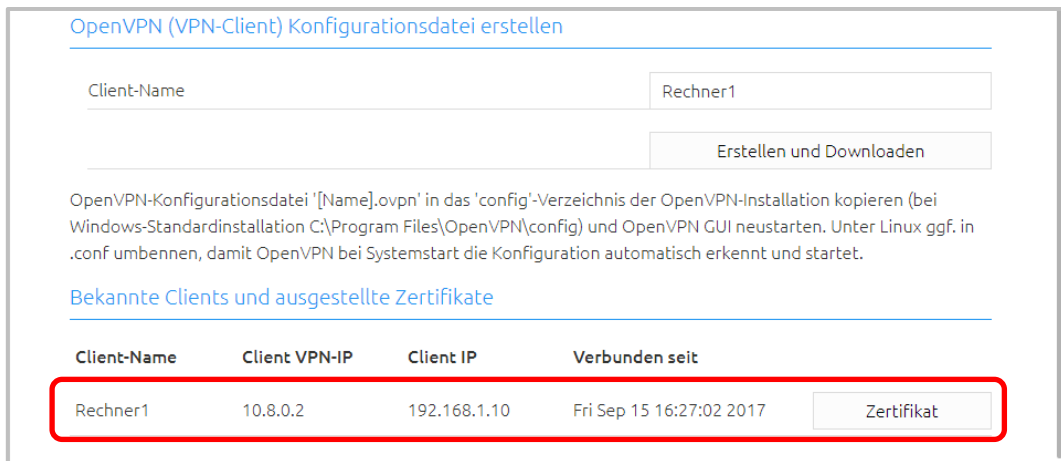 OpenVPN (VPN-Client) Konfigurationsdatei erstellen
Client-Name Rechner1
Erstellen und Downloaden
OpenVPN-Konfigurationsdatei '[Name].ovpn' in das 'config'-Verzeichnis der OpenVPN-Installation kopieren (bei
Windows-Standardinstallation C:\Program Files\OpenVPN\config) und OpenVPN GUI neustarten. Unter Linux ggf. in
.conf umbennen, damit OpenVPN bei Systemstart die Konfiguration automatisch erkennt und startet.
Bekannte Clients und ausgestellte Zertifikate
Client-Name Client VPN-IP Client IP Verbunden seit
Rechner1 10.8.0.2 192.168.1.10 Fri Sep 15 16:27:02 2017 Zertifikat